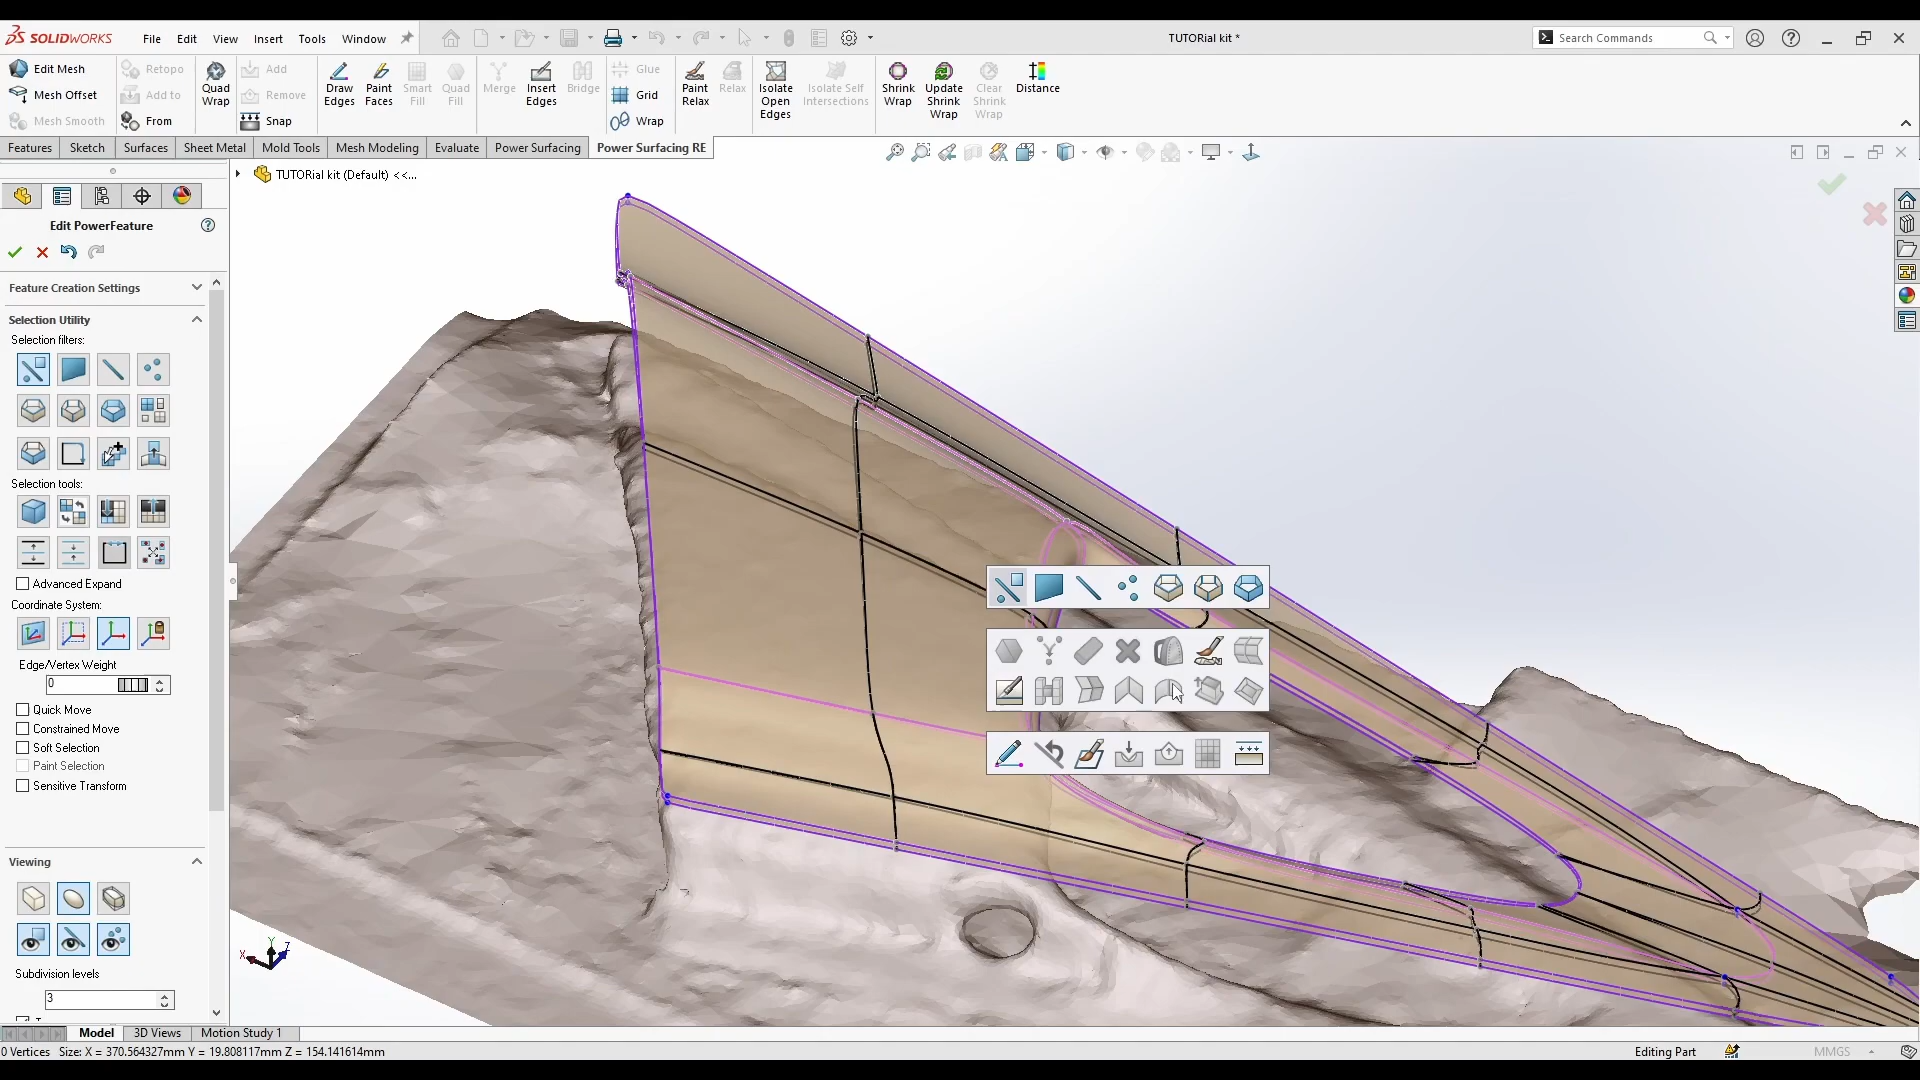 SOLIDWORKS File Edit View Insert Tools Window TUTORial kit * Search Commands
Edit Mesh
Mesh Offset
Mesh Smooth
Retopo
Add to
From
Quad Wrap
Add
Remove
Snap
Draw Edges
Paint Faces
Smart Fill
Quad Fill
Merge
Insert Edges
Bridge
Glue
Grid
Wrap
Paint Relax
Relax
Isolate Open Edges
Isolate Self Intersections
Shrink Wrap
Update Shrink Wrap
Clear Shrink Wrap
Distance
Features Sketch Surfaces Sheet Metal Mold Tools Mesh Modeling Evaluate Power Surfacing Power Surfacing RE
TUTORial kit (Default) <<...
Edit PowerFeature
Feature Creation Settings
Selection Utility
Selection filters:
Selection tools:
Advanced Expand
Coordinate System:
Edge/Vertex Weight
0
Quick Move
Constrained Move
Soft Selection
Paint Selection
Sensitive Transform
Viewing
Subdivision levels
3
X Y Z
Model 3D Views Motion Study 1
0 Vertices Size: X = 370.564327mm Y = 19.808117mm Z = 154.141614mm Editing Part MMGS